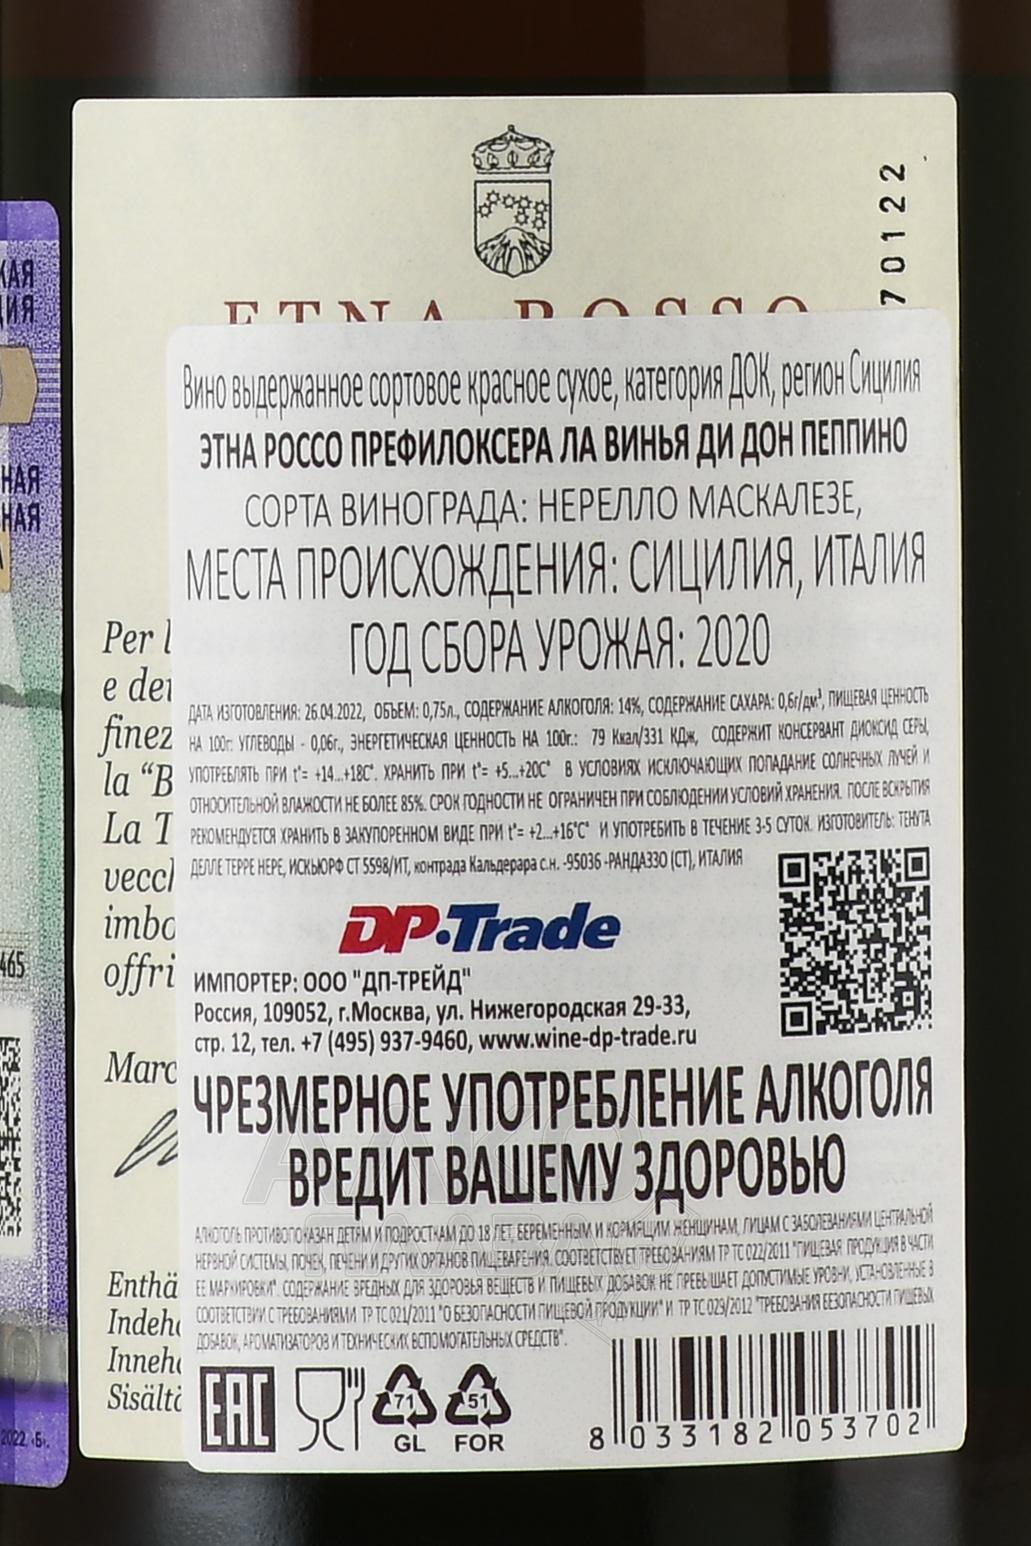 70122
ETNA ROSSO
КАЯ
ИЯ
НАЯ
НАЯ
А
465
2022 «Б».
Per l
e de
finez
la “B
La T
vecc
imbo
offri
Marc
Enthä
Indeh
Inneh
Sisält
Вино выдержанное сортовое красное сухое, категория ДОК, регион Сицилия
ЭТНА РОССО ПРЕФИЛОКСЕРА ЛА ВИНЬЯ ДИ ДОН ПЕППИНО
СОРТА ВИНОГРАДА: НЕРЕЛЛО МАСКАЛЕЗЕ,
МЕСТА ПРОИСХОЖДЕНИЯ: СИЦИЛИЯ, ИТАЛИЯ
ГОД СБОРА УРОЖАЯ: 2020
ДАТА ИЗГОТОВЛЕНИЯ: 26.04.2022, ОБЪЕМ: 0,75л., СОДЕРЖАНИЕ АЛКОГОЛЯ: 14%, СОДЕРЖАНИЕ САХАРА: 0,6г/дм³, ПИЩЕВАЯ ЦЕННОСТЬ
НА 100г: УГЛЕВОДЫ - 0,06г., ЭНЕРГЕТИЧЕСКАЯ ЦЕННОСТЬ НА 100г.: 79 Ккал/331 КДж, СОДЕРЖИТ КОНСЕРВАНТ ДИОКСИД СЕРЫ,
УПОТРЕБЛЯТЬ ПРИ t°= +14...+18C°. ХРАНИТЬ ПРИ t°= +5...+20C° В УСЛОВИЯХ ИСКЛЮЧАЮЩИХ ПОПАДАНИЕ СОЛНЕЧНЫХ ЛУЧЕЙ И
ОТНОСИТЕЛЬНОЙ ВЛАЖНОСТИ НЕ БОЛЕЕ 85%. СРОК ГОДНОСТИ НЕ ОГРАНИЧЕН ПРИ СОБЛЮДЕНИИ УСЛОВИЙ ХРАНЕНИЯ. ПОСЛЕ ВСКРЫТИЯ
РЕКОМЕНДУЕТСЯ ХРАНИТЬ В ЗАКУПОРЕННОМ ВИДЕ ПРИ t°= +2...+16°C° И УПОТРЕБИТЬ В ТЕЧЕНИЕ 3-5 СУТОК. ИЗГОТОВИТЕЛЬ: ТЕНУТА
ДЕЛЛЕ ТЕРРЕ НЕРЕ, ИСКЬЮРФ СТ 5598/ИТ, контрада Кальдерара с.н. -95036 -РАНДАЗЗО (СТ), ИТАЛИЯ
DP·Trade
ИМПОРТЕР: ООО "ДП-ТРЕЙД"
Россия, 109052, г.Москва, ул. Нижегородская 29-33,
стр. 12, тел. +7 (495) 937-9460, www.wine-dp-trade.ru
ЧРЕЗМЕРНОЕ УПОТРЕБЛЕНИЕ АЛКОГОЛЯ
ВРЕДИТ ВАШЕМУ ЗДОРОВЬЮ
АЛКОГОЛЬ ПРОТИВОПОКАЗАН ДЕТЯМ И ПОДРОСТКАМ ДО 18 ЛЕТ, БЕРЕМЕННЫМ И КОРМЯЩИМ ЖЕНЩИНАМ, ЛИЦАМ С ЗАБОЛЕВАНИЯМИ ЦЕНТРАЛЬНОЙ
НЕРВНОЙ СИСТЕМЫ, ПОЧЕК, ПЕЧЕНИ И ДРУГИХ ОРГАНОВ ПИЩЕВАРЕНИЯ. СООТВЕТСТВУЕТ ТРЕБОВАНИЯМ ТР ТС 022/2011 "ПИЩЕВАЯ ПРОДУКЦИЯ В ЧАСТИ
ЕЕ МАРКИРОВКИ". СОДЕРЖАНИЕ ВРЕДНЫХ ДЛЯ ЗДОРОВЬЯ ВЕЩЕСТВ И ПИЩЕВЫХ ДОБАВОК НЕ ПРЕВЫШАЕТ ДОПУСТИМЫЕ УРОВНИ, УСТАНОВЛЕННЫЕ В
СООТВЕТСТВИИ С ТРЕБОВАНИЯМИ ТР ТС 021/2011 "О БЕЗОПАСНОСТИ ПИЩЕВОЙ ПРОДУКЦИИ" И ТР ТС 029/2012 "ТРЕБОВАНИЯ БЕЗОПАСНОСТИ ПИЩЕВЫХ
ДОБАВОК, АРОМАТИЗАТОРОВ И ТЕХНИЧЕСКИХ ВСПОМОГАТЕЛЬНЫХ СРЕДСТВ".
EAC
71
GL
51
FOR
8 033182 053702